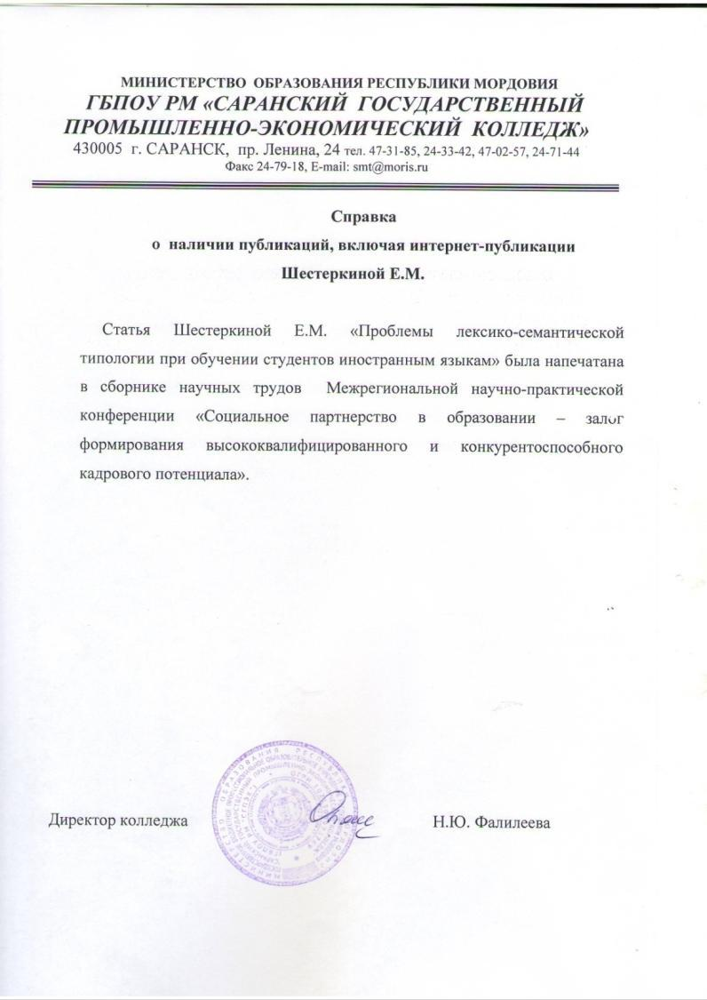 МИНИСТЕРСТВО ОБРАЗОВАНИЯ РЕСПУБЛИКИ МОРДОВИЯ
ГБПОУ РМ «САРАНСКИЙ ГОСУДАРСТВЕННЫЙ
ПРОМЫШЛЕННО-ЭКОНОМИЧЕСКИЙ КОЛЛЕДЖ»
430005 г. САРАНСК, пр. Ленина, 24 тел. 47-31-85, 24-33-42, 47-02-57, 24-71-44
Факс 24-79-18, E-mail: smt@moris.ru
Справка
о наличии публикаций, включая интернет-публикации
Шестеркиной Е.М.
Статья Шестеркиной Е.М. «Проблемы лексико-семантической
типологии при обучении студентов иностранным языкам» была напечатана
в сборнике научных трудов Межрегиональной научно-практической
конференции «Социальное партнерство в образовании – залог
формирования высококвалифицированного и конкурентоспособного
кадрового потенциала».
Директор колледжа
Н.Ю. Фалилеева